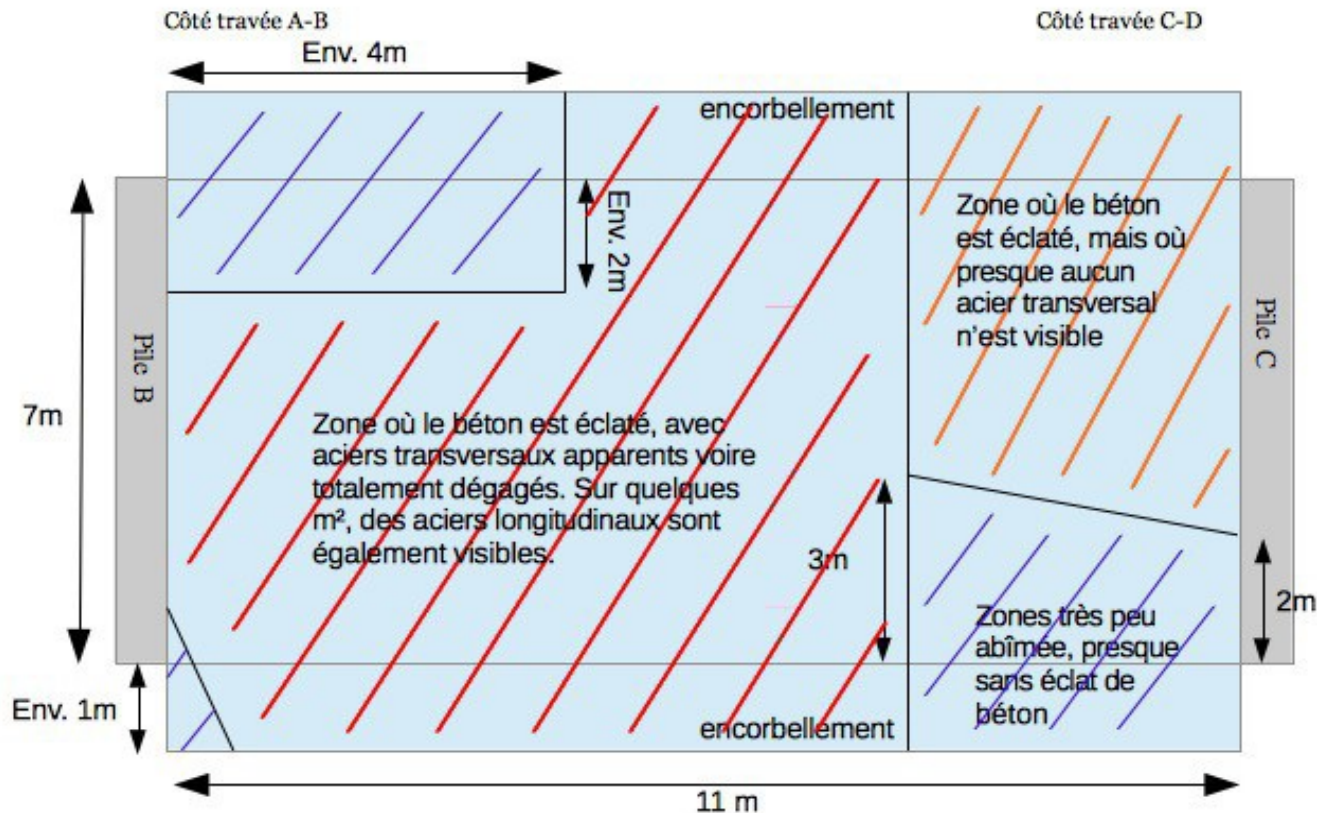 Côté travée A-B
Côté travée C-D
Env. 4m
encorbellement
Env. 2m
Zone où le béton
est éclaté, mais où
presque aucun
acier transversal
n'est visible
Pile B
Pile C
7m
Zone où le béton est éclaté, avec
aciers transversaux apparents voire
totalement dégagés. Sur quelques
m², des aciers longitudinaux sont
également visibles.
3m
2m
Zones très peu
abîmée, presque
sans éclat de
béton
Env. 1m
encorbellement
11 m